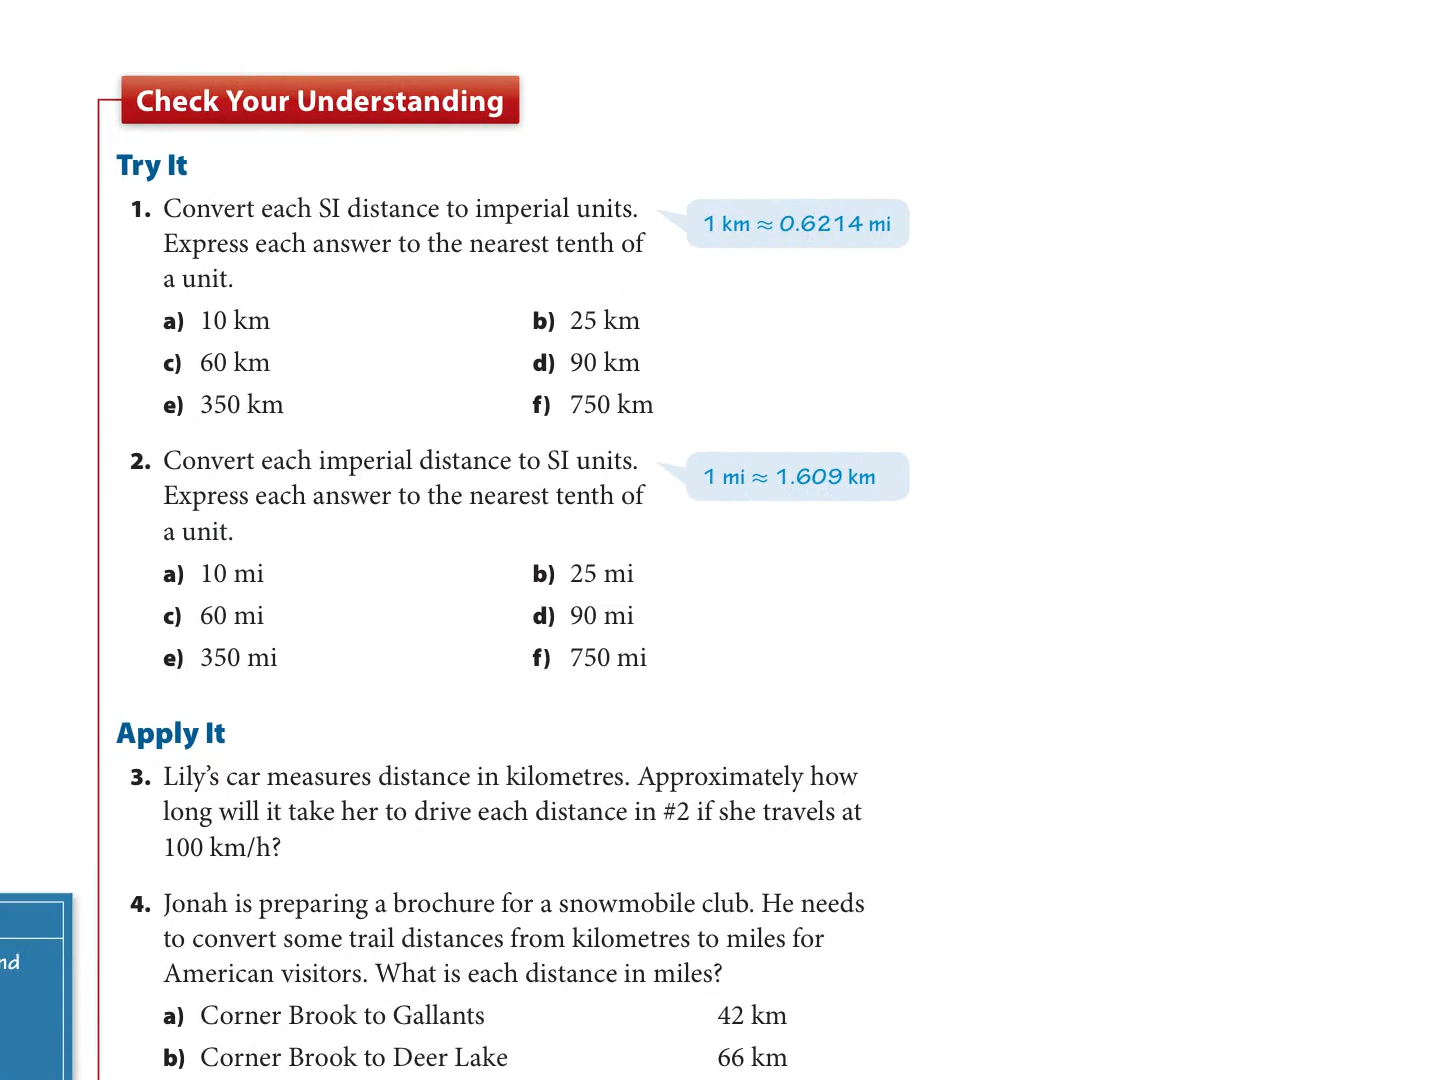 Check Your Understanding
Try It
1. Convert each SI distance to imperial units.
Express each answer to the nearest tenth of
a unit.
1 km ≈ 0.6214 mi
a) 10 km b) 25 km
c) 60 km d) 90 km
e) 350 km f) 750 km
2. Convert each imperial distance to SI units.
Express each answer to the nearest tenth of
a unit.
1 mi ≈ 1.609 km
a) 10 mi b) 25 mi
c) 60 mi d) 90 mi
e) 350 mi f) 750 mi
Apply It
3. Lily’s car measures distance in kilometres. Approximately how
long will it take her to drive each distance in #2 if she travels at
100 km/h?
4. Jonah is preparing a brochure for a snowmobile club. He needs
to convert some trail distances from kilometres to miles for
American visitors. What is each distance in miles?
a) Corner Brook to Gallants 42 km
b) Corner Brook to Deer Lake 66 km